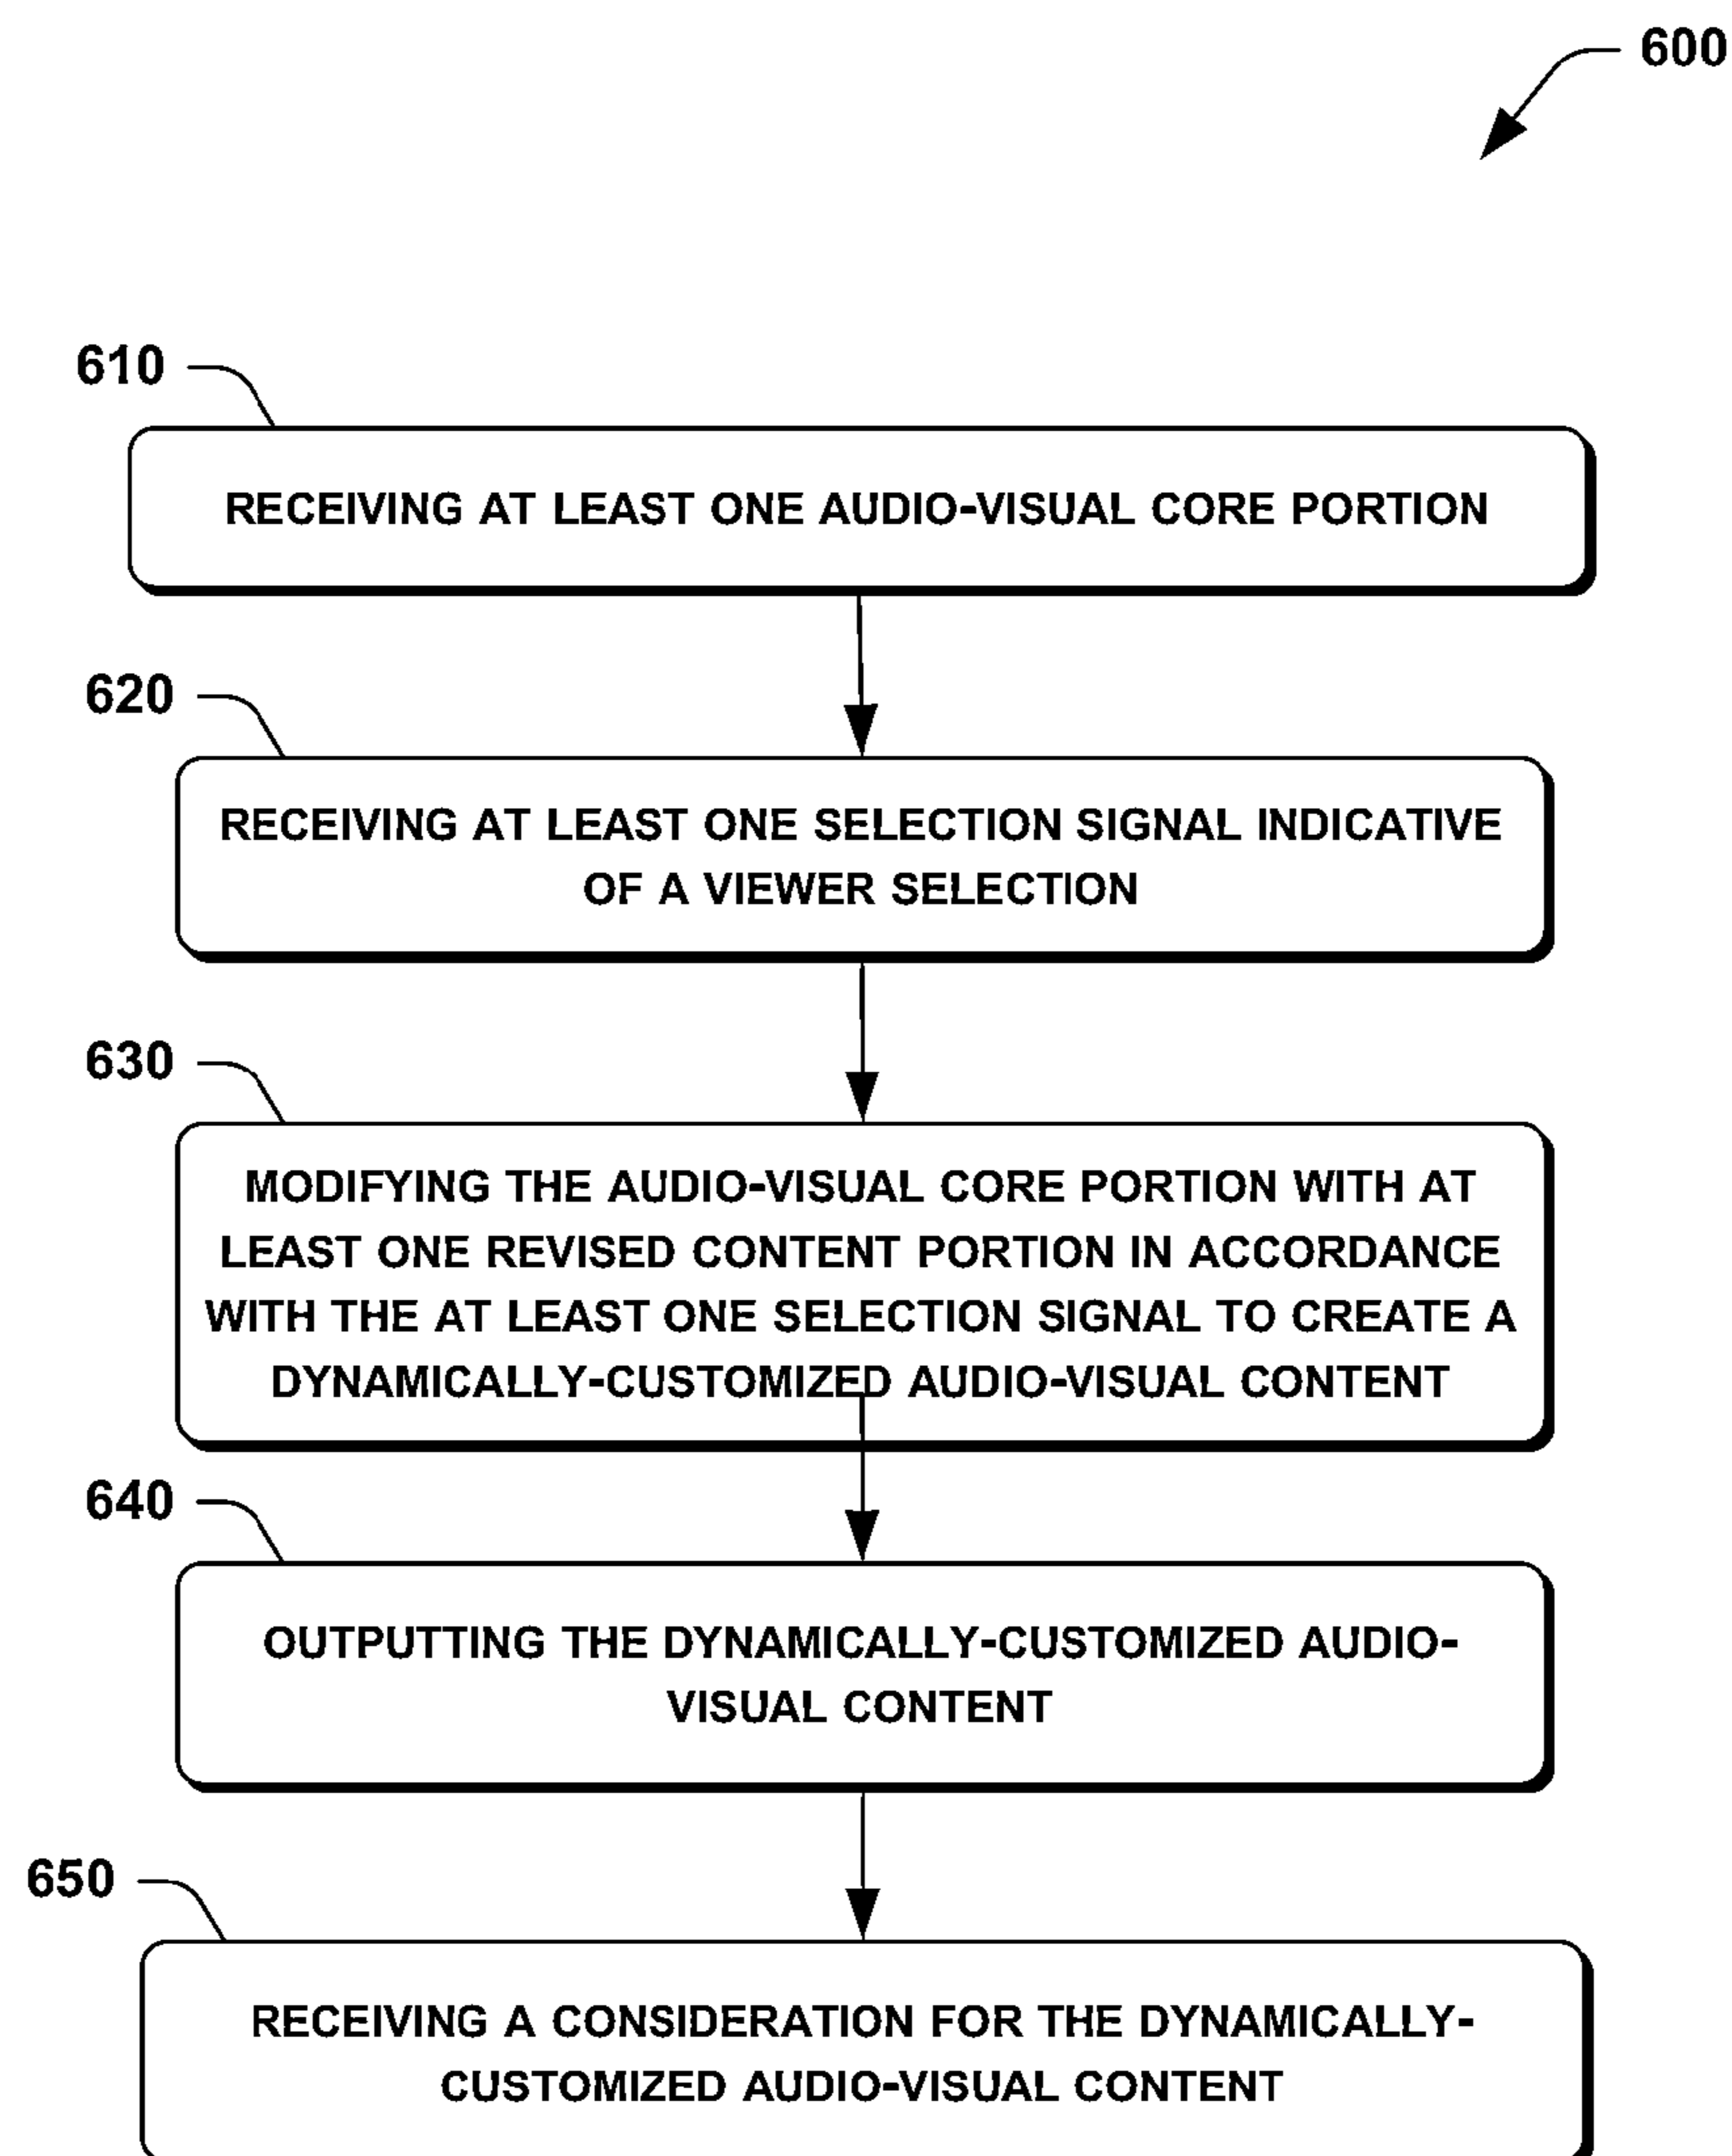 600
610
RECEIVING AT LEAST ONE AUDIO-VISUAL CORE PORTION
620
RECEIVING AT LEAST ONE SELECTION SIGNAL INDICATIVE
OF A VIEWER SELECTION
630
MODIFYING THE AUDIO-VISUAL CORE PORTION WITH AT
LEAST ONE REVISED CONTENT PORTION IN ACCORDANCE
WITH THE AT LEAST ONE SELECTION SIGNAL TO CREATE A
DYNAMICALLY-CUSTOMIZED AUDIO-VISUAL CONTENT
640
OUTPUTTING THE DYNAMICALLY-CUSTOMIZED AUDIO-
VISUAL CONTENT
650
RECEIVING A CONSIDERATION FOR THE DYNAMICALLY-
CUSTOMIZED AUDIO-VISUAL CONTENT